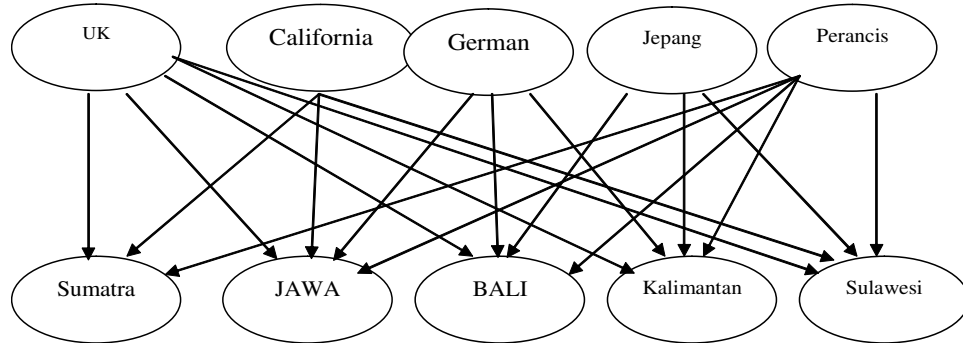 UK
California
German
Jepang
Perancis
Sumatra
JAWA
BALI
Kalimantan
Sulawesi